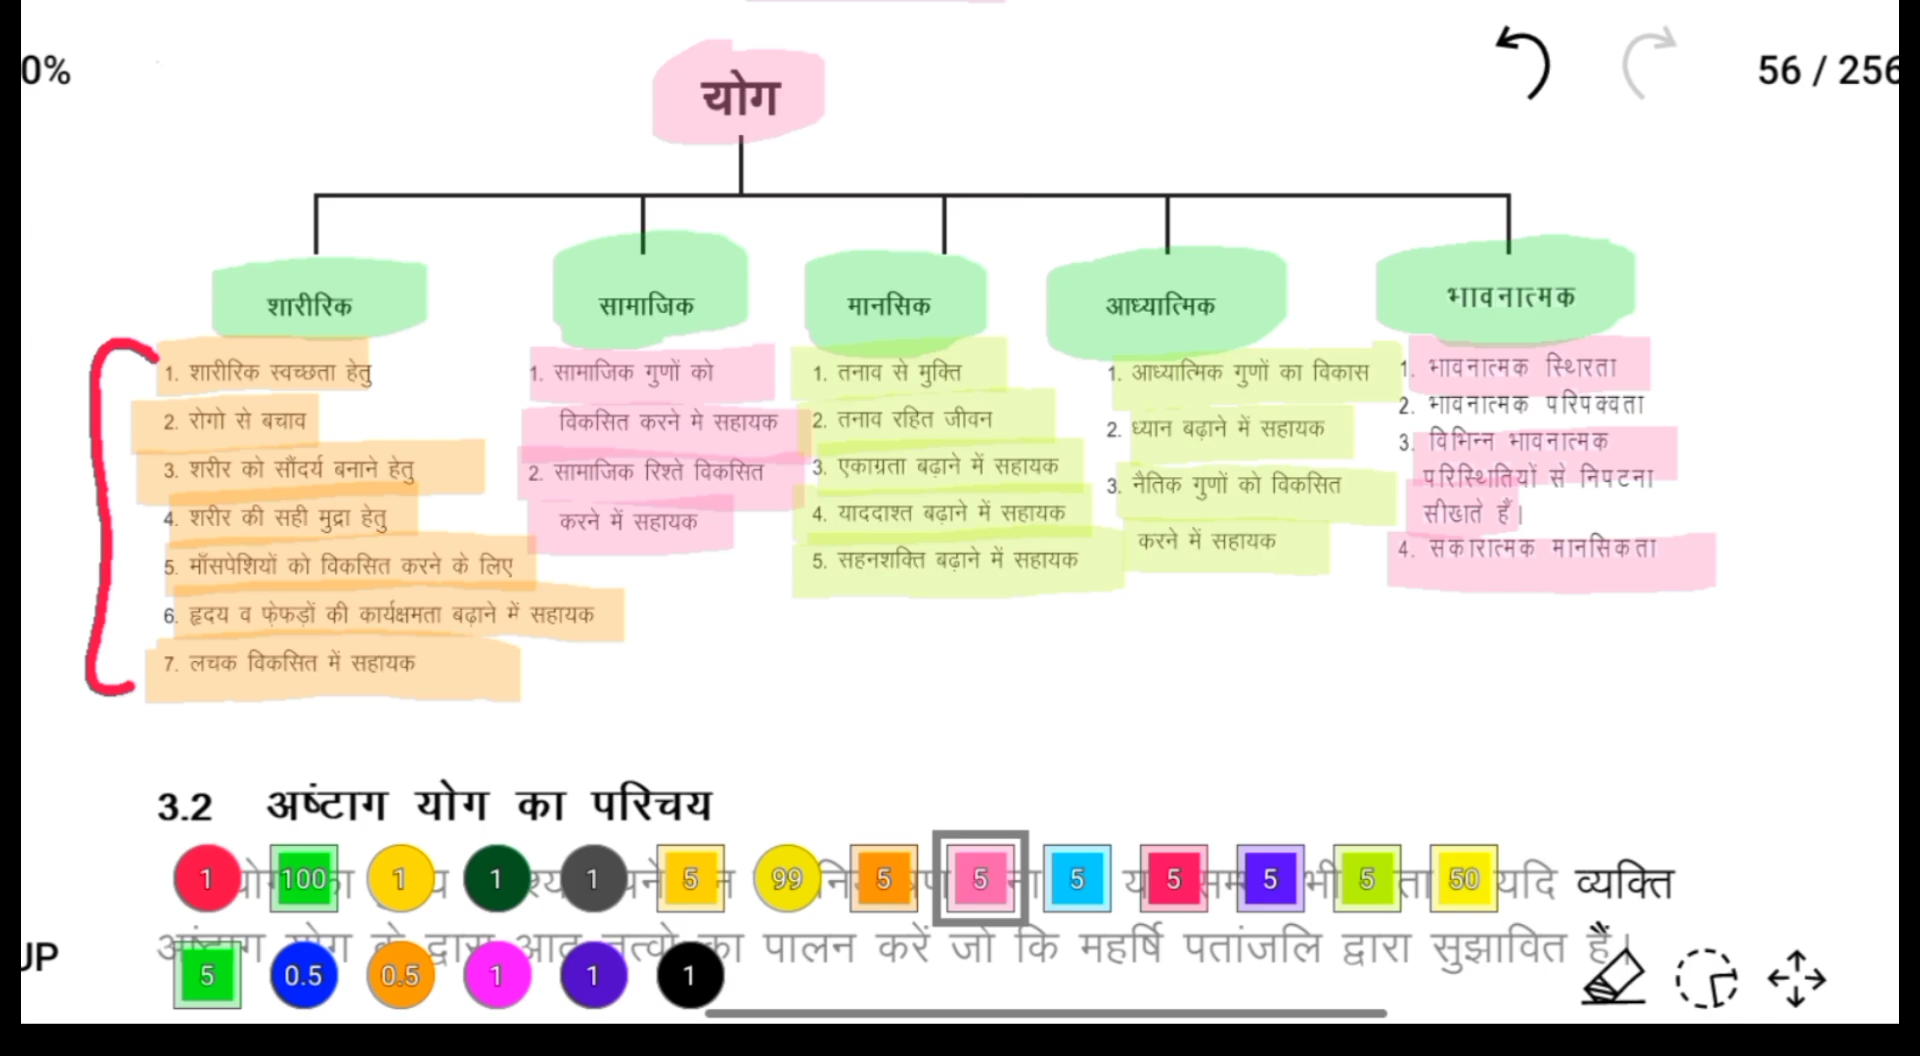 0%
56 / 256
योग
शारीरिक
1. शारीरिक स्वच्छता हेतु
2. रोगो से बचाव
3. शरीर को सौंदर्य बनाने हेतु
4. शरीर की सही मुद्रा हेतु
5. माँसपेशियों को विकसित करने के लिए
6. हृदय व फे़फड़ों की कार्यक्षमता बढ़ाने में सहायक
7. लचक विकसित में सहायक
सामाजिक
1. सामाजिक गुणों को
विकसित करने मे सहायक
2. सामाजिक रिश्ते विकसित
करने में सहायक
मानसिक
1. तनाव से मुक्ति
2. तनाव रहित जीवन
3. एकाग्रता बढ़ाने में सहायक
4. याददाश्त बढ़ाने में सहायक
5. सहनशक्ति बढ़ाने में सहायक
आध्यात्मिक
1. आध्यात्मिक गुणों का विकास
2. ध्यान बढ़ाने में सहायक
3. नैतिक गुणों को विकसित
करने में सहायक
भावनात्मक
1. भावनात्मक स्थिरता
2. भावनात्मक परिपक्वता
3. विभिन्न भावनात्मक
परिस्थितियों से निपटना
सीखते हैं।
4. सकारात्मक मानसिकता
3.2 अष्टांग योग का परिचय
1 100 1 1 1 5 99 5 5 5 5 5 5 50
यदि व्यक्ति
का पालन करें जो कि महर्षि पतांजलि द्वारा सुझावित हैं।
UP
5 0.5 0.5 1 1 1